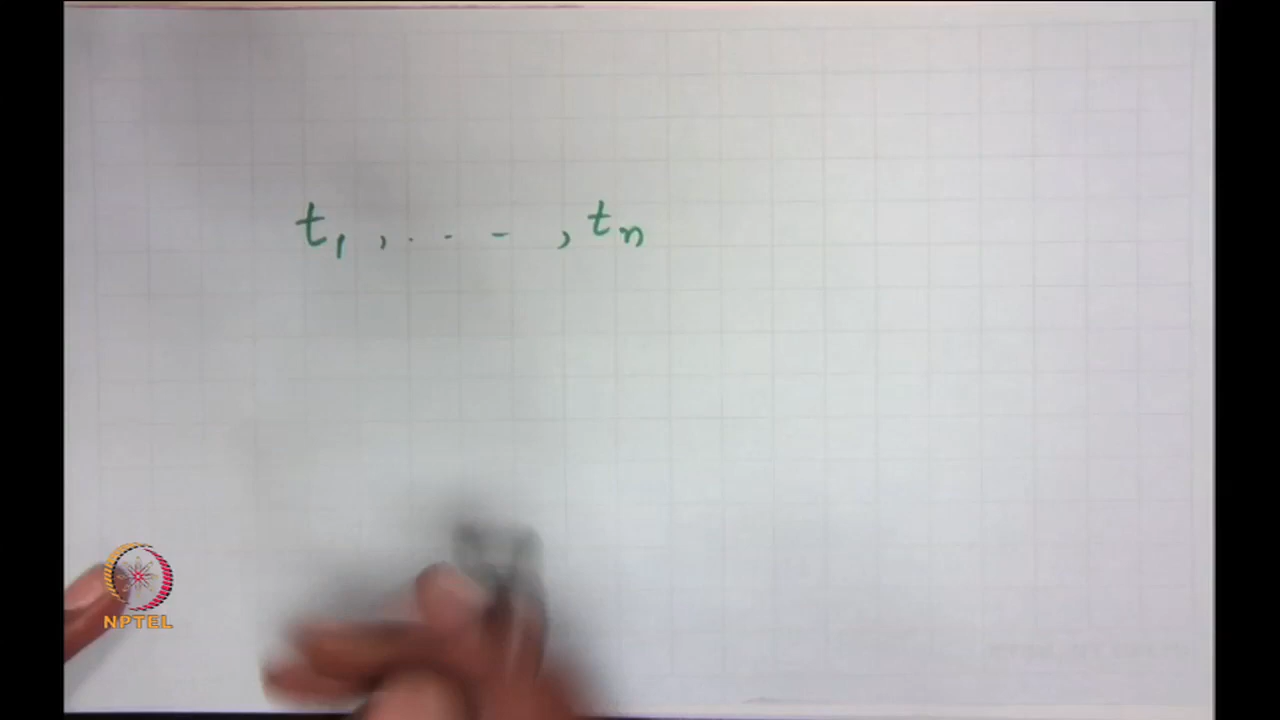 t₁, . . . , tₙ
NPTEL